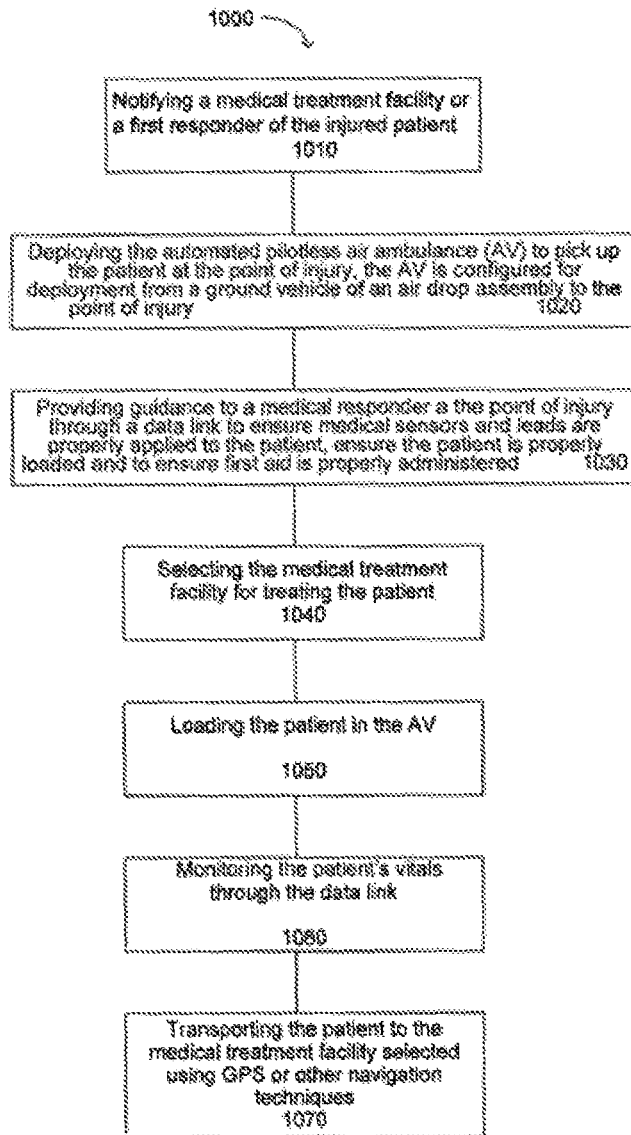 1000
Notifying a medical treatment facility or
a first responder of the injured patient
1010
Deploying the automated pilotless air ambulance (AV) to pick up
the patient at the point of injury, the AV is configured for
deployment from a ground vehicle of an air drop assembly to the
point of injury 1020
Providing guidance to a medical responder a the point of injury
through a data link to ensure medical sensors and leads are
properly applied to the patient, ensure the patient is properly
loaded and to ensure first aid is properly administered 1030
Selecting the medical treatment
facility for treating the patient
1040
Loading the patient in the AV
1050
Monitoring the patient's vitals
through the data link
1060
Transporting the patient to the
medical treatment facility selected
using GPS or other navigation
techniques
1070